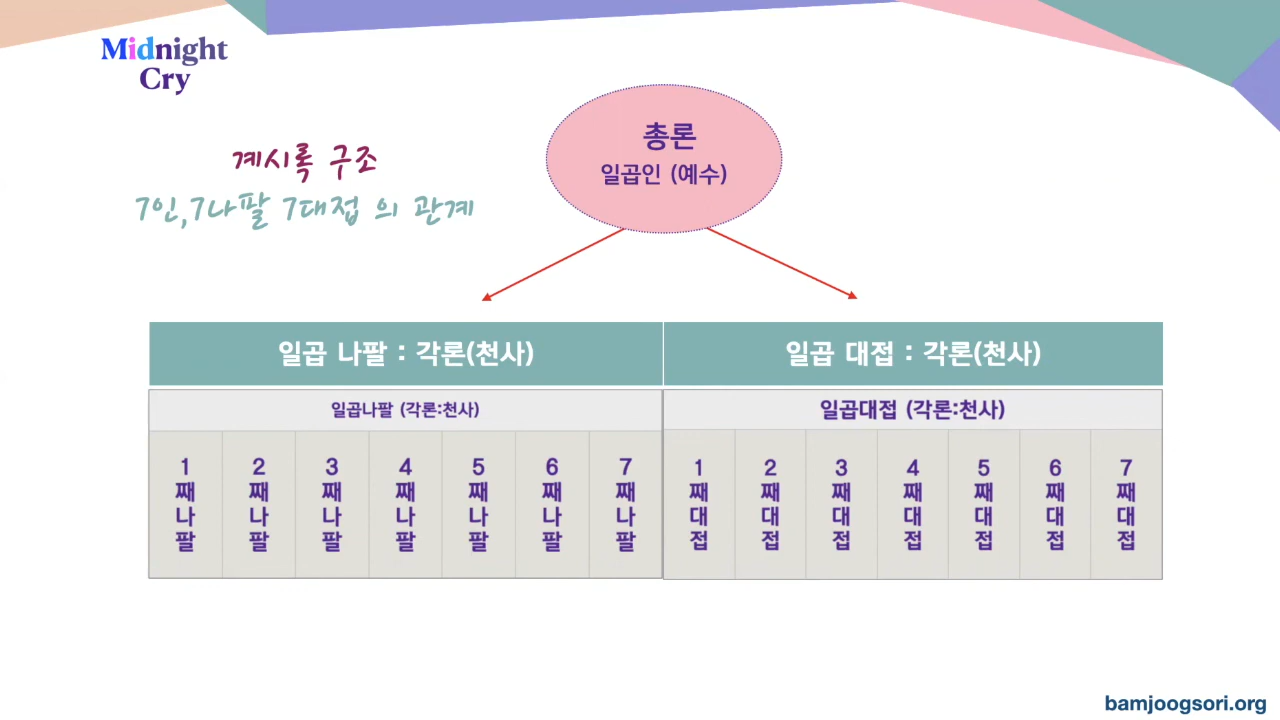 Midnight
Cry
총론
일곱인 (예수)
계시록 구조
7인,7나팔 7대접 의 관계
일곱 나팔 : 각론(천사)
일곱 대접 : 각론(천사)
일곱나팔 (각론:천사)
일곱대접 (각론:천사)
1째나팔
2째나팔
3째나팔
4째나팔
5째나팔
6째나팔
7째나팔
1째대접
2째대접
3째대접
4째대접
5째대접
6째대접
7째대접
bamjoogsori.org